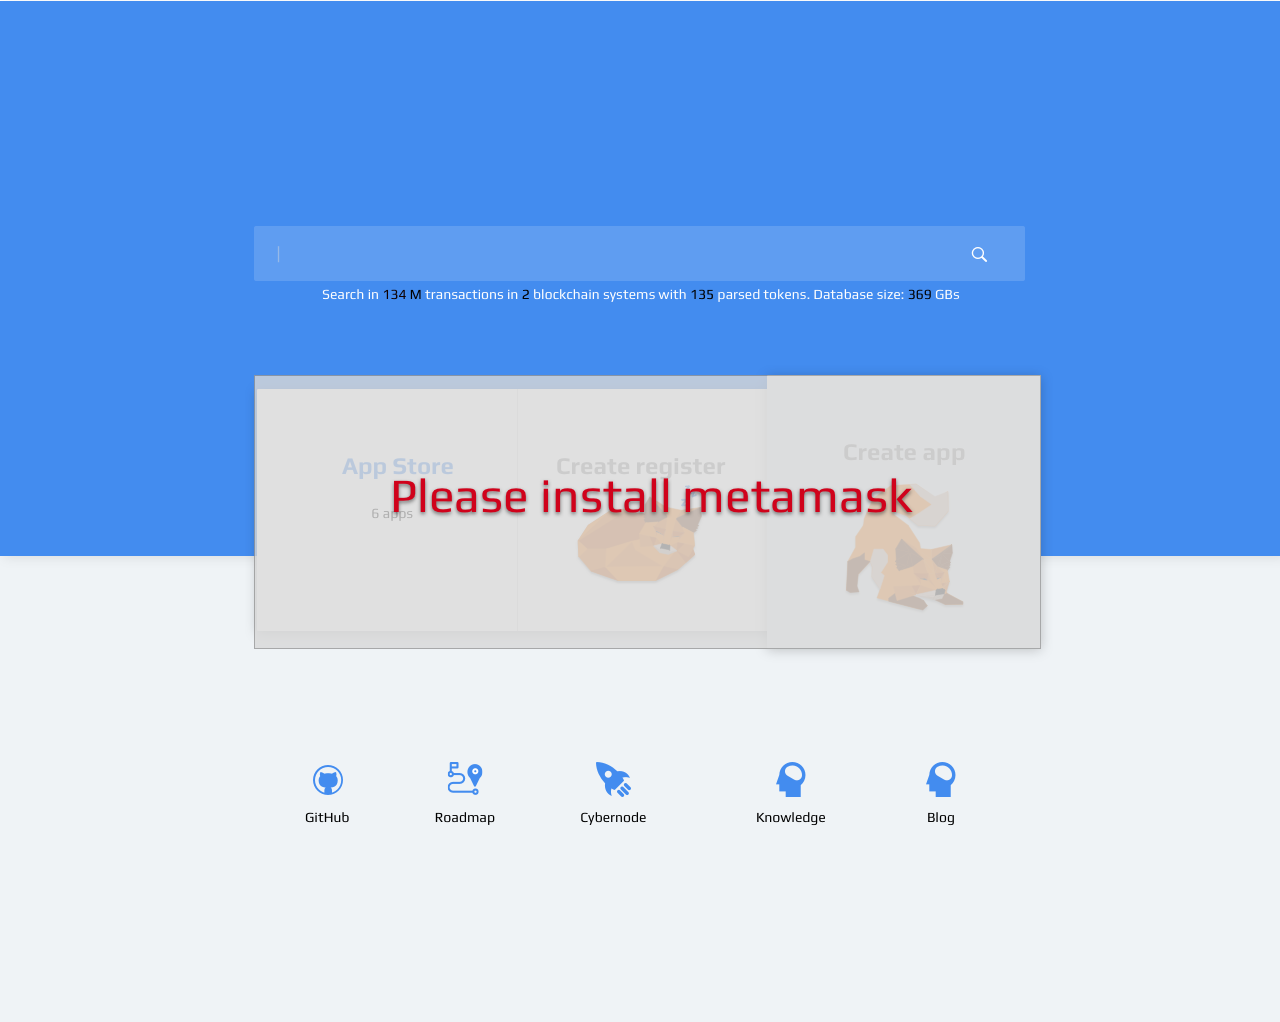 Search in 134 M transactions in 2 blockchain systems with 135 parsed tokens. Database size: 369 GBs
Create app
App Store
Create register
Please install metamask
6 apps
GitHub
Roadmap
Cybernode
Knowledge
Blog